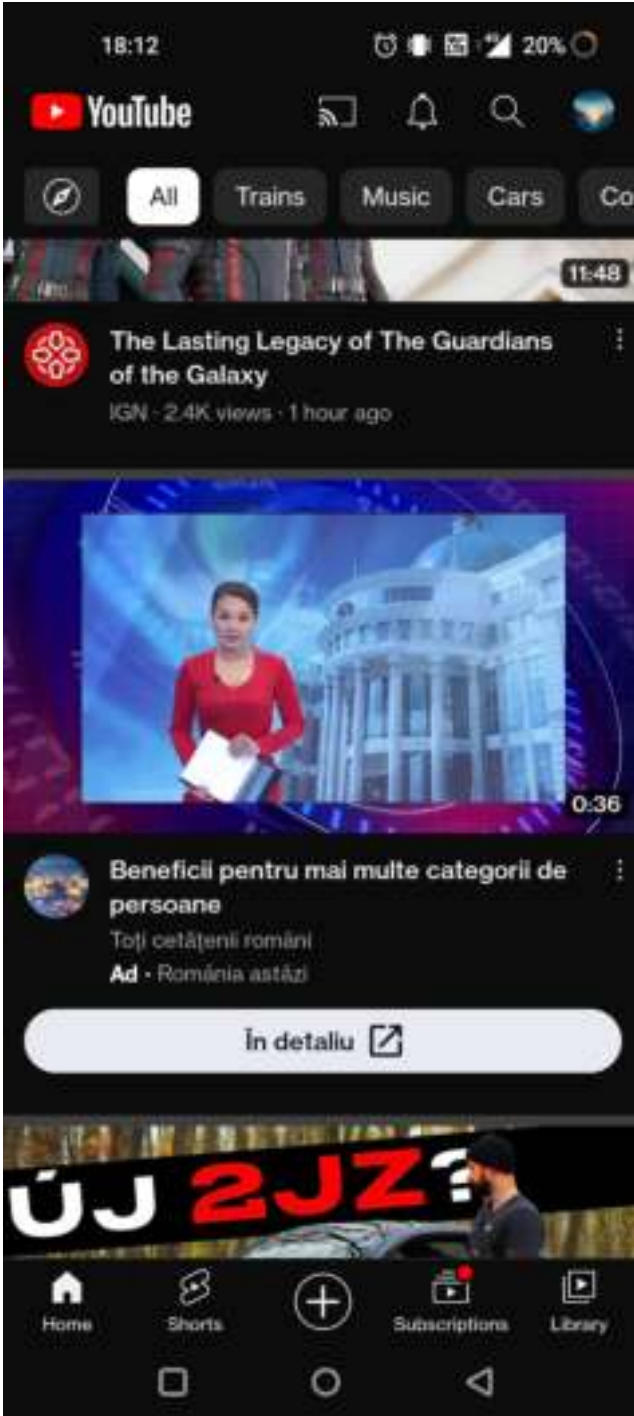 18:12
4G 20%
YouTube
All Trains Music Cars Co
11:48
The Lasting Legacy of The Guardians
of the Galaxy
IGN · 2.4K views · 1 hour ago
0:36
Beneficii pentru mai multe categorii de
persoane
Toți cetățenii români
Ad · România astăzi
În detaliu
ÚJ 2JZ?
Home Shorts Subscriptions Library